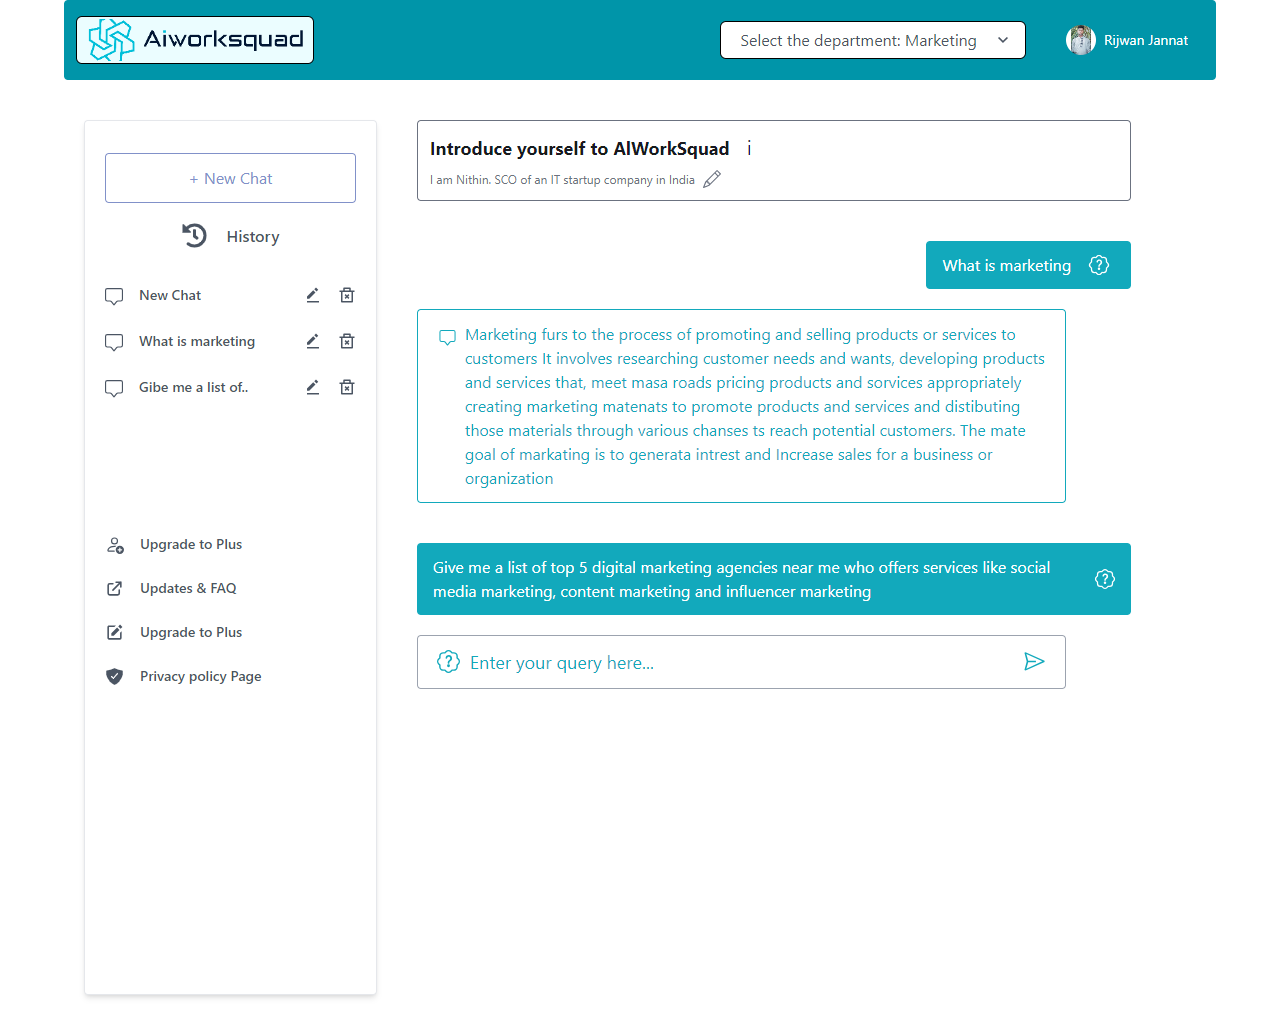 Aiworksquad
Select the department: Marketing
Rijwan Jannat
+ New Chat
History
New Chat
What is marketing
Gibe me a list of..
Upgrade to Plus
Updates & FAQ
Upgrade to Plus
Privacy policy Page
Introduce yourself to AlWorkSquad i
I am Nithin. SCO of an IT startup company in India
What is marketing
Marketing furs to the process of promoting and selling products or services to
customers It involves researching customer needs and wants, developing products
and services that, meet masa roads pricing products and sorvices appropriately
creating marketing matenats to promote products and services and distibuting
those materials through various chanses ts reach potential customers. The mate
goal of markating is to generata intrest and Increase sales for a business or
organization
Give me a list of top 5 digital marketing agencies near me who offers services like social
media marketing, content marketing and influencer marketing
Enter your query here...